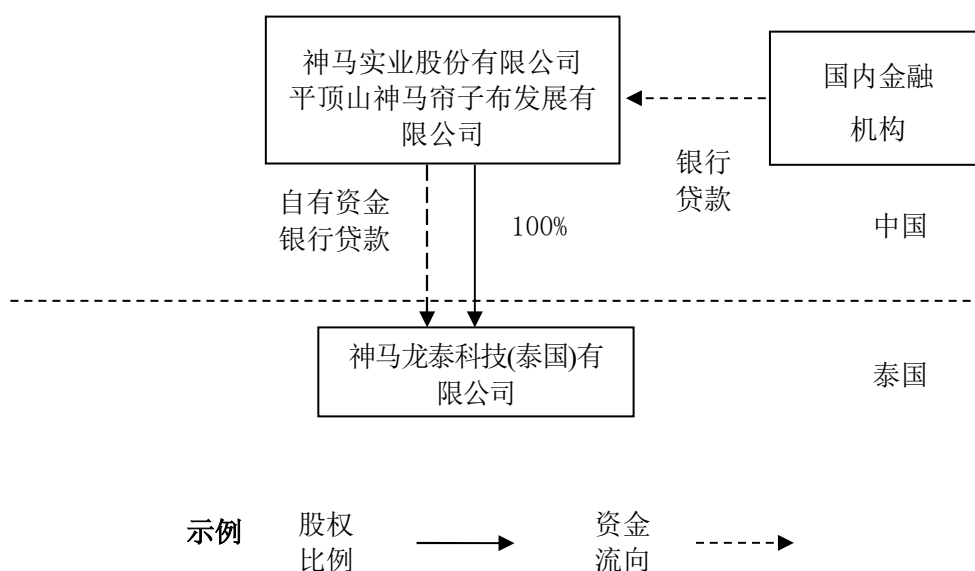 神马实业股份有限公司
平顶山神马帘子布发展有
限公司
国内金融
机构
银行
贷款
自有资金
银行贷款
100%
中国
神马龙泰科技(泰国)有
限公司
泰国
示例
股权
比例
资金
流向